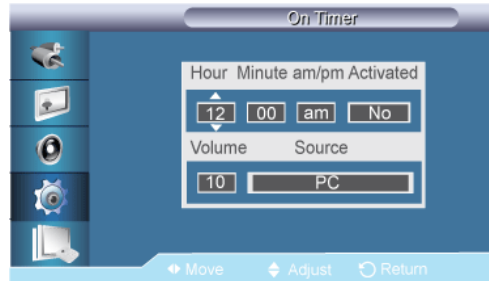 On Timer
Hour Minute am/pm Activated
12 00 am No
Volume Source
10 PC
Move Adjust Return